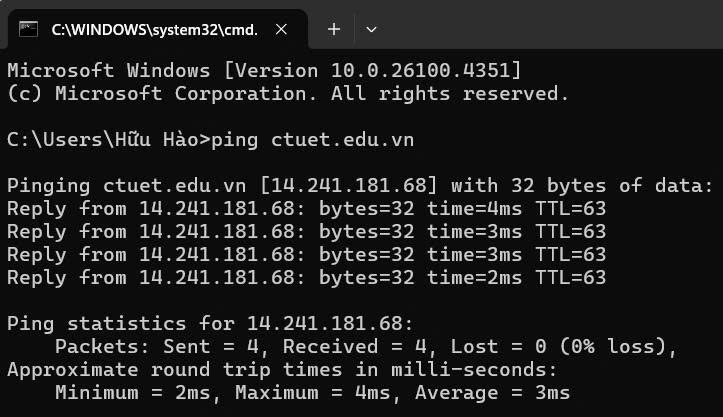 C:\WINDOWS\system32\cmd.
Microsoft Windows [Version 10.0.26100.4351]
(c) Microsoft Corporation. All rights reserved.
C:\Users\Hữu Hào>ping ctuet.edu.vn
Pinging ctuet.edu.vn [14.241.181.68] with 32 bytes of data:
Reply from 14.241.181.68: bytes=32 time=4ms TTL=63
Reply from 14.241.181.68: bytes=32 time=3ms TTL=63
Reply from 14.241.181.68: bytes=32 time=3ms TTL=63
Reply from 14.241.181.68: bytes=32 time=2ms TTL=63
Ping statistics for 14.241.181.68:
    Packets: Sent = 4, Received = 4, Lost = 0 (0% loss),
Approximate round trip times in milli-seconds:
    Minimum = 2ms, Maximum = 4ms, Average = 3ms